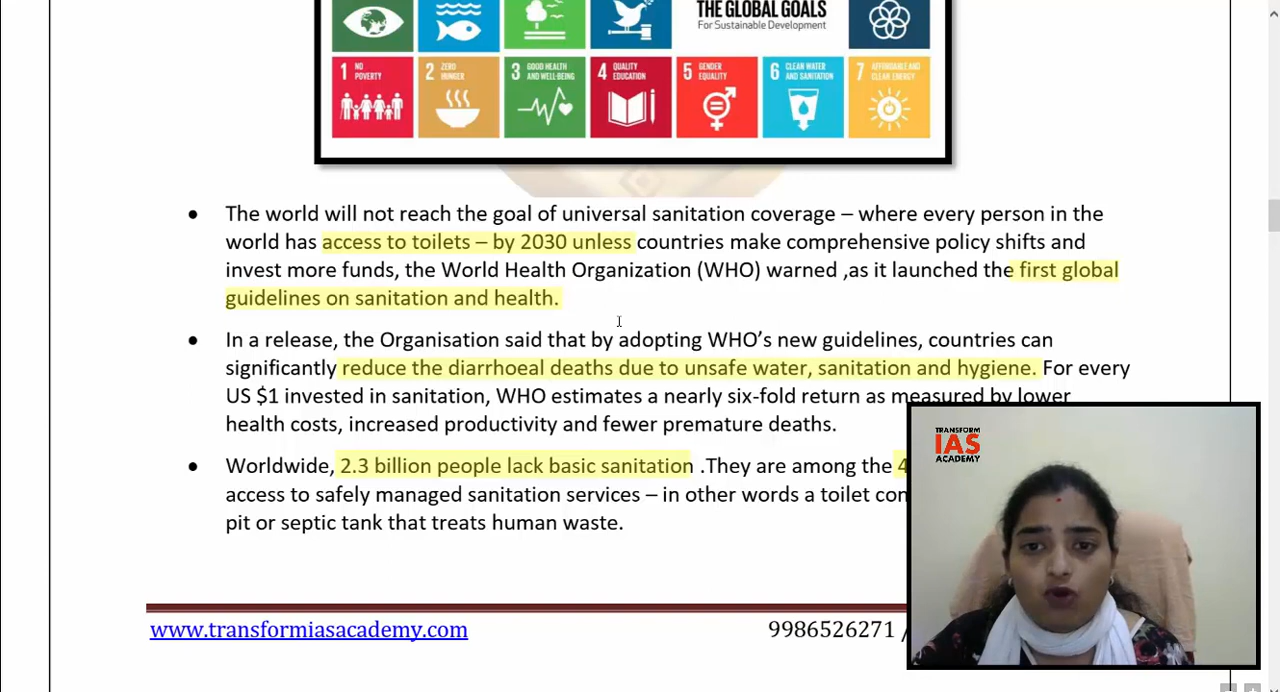 THE GLOBAL GOALS
For Sustainable Development
1 NO POVERTY
2 ZERO HUNGER
3 GOOD HEALTH AND WELL-BEING
4 QUALITY EDUCATION
5 GENDER EQUALITY
6 CLEAN WATER AND SANITATION
7 AFFORDABLE AND CLEAN ENERGY
• The world will not reach the goal of universal sanitation coverage – where every person in the
world has access to toilets – by 2030 unless countries make comprehensive policy shifts and
invest more funds, the World Health Organization (WHO) warned ,as it launched the first global
guidelines on sanitation and health.
• In a release, the Organisation said that by adopting WHO’s new guidelines, countries can
significantly reduce the diarrhoeal deaths due to unsafe water, sanitation and hygiene. For every
US $1 invested in sanitation, WHO estimates a nearly six-fold return as measured by lower
health costs, increased productivity and fewer premature deaths.
• Worldwide, 2.3 billion people lack basic sanitation .They are among the 4
access to safely managed sanitation services – in other words a toilet con
pit or septic tank that treats human waste.
www.transformiasacademy.com
9986526271 /
TRANSFORM
IAS
ACADEMY